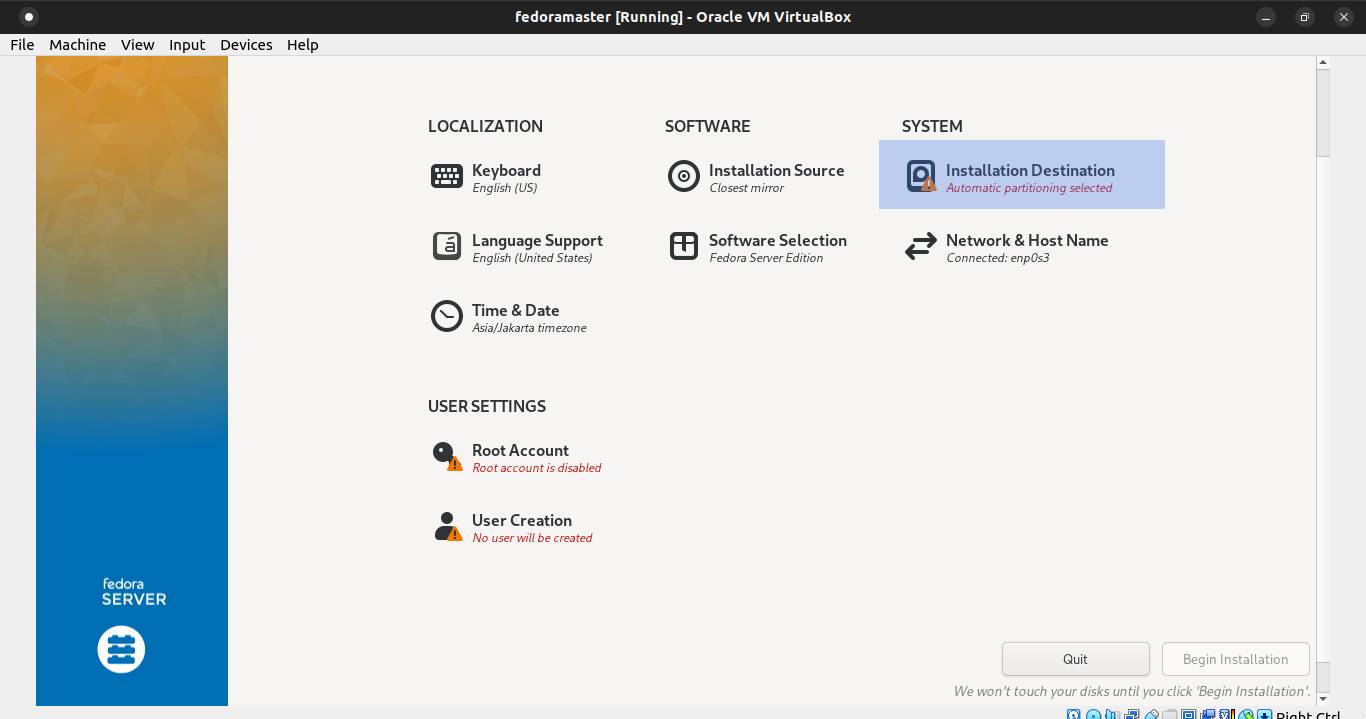 fedoramaster [Running] - Oracle VM VirtualBox
File Machine View Input Devices Help
LOCALIZATION
Keyboard
English (US)
Language Support
English (United States)
Time & Date
Asia/Jakarta timezone
SOFTWARE
Installation Source
Closest mirror
Software Selection
Fedora Server Edition
SYSTEM
Installation Destination
Automatic partitioning selected
Network & Host Name
Connected: enp0s3
USER SETTINGS
Root Account
Root account is disabled
User Creation
No user will be created
fedora
SERVER
Quit
Begin Installation
We won't touch your disks until you click 'Begin Installation'.
Right Ctrl